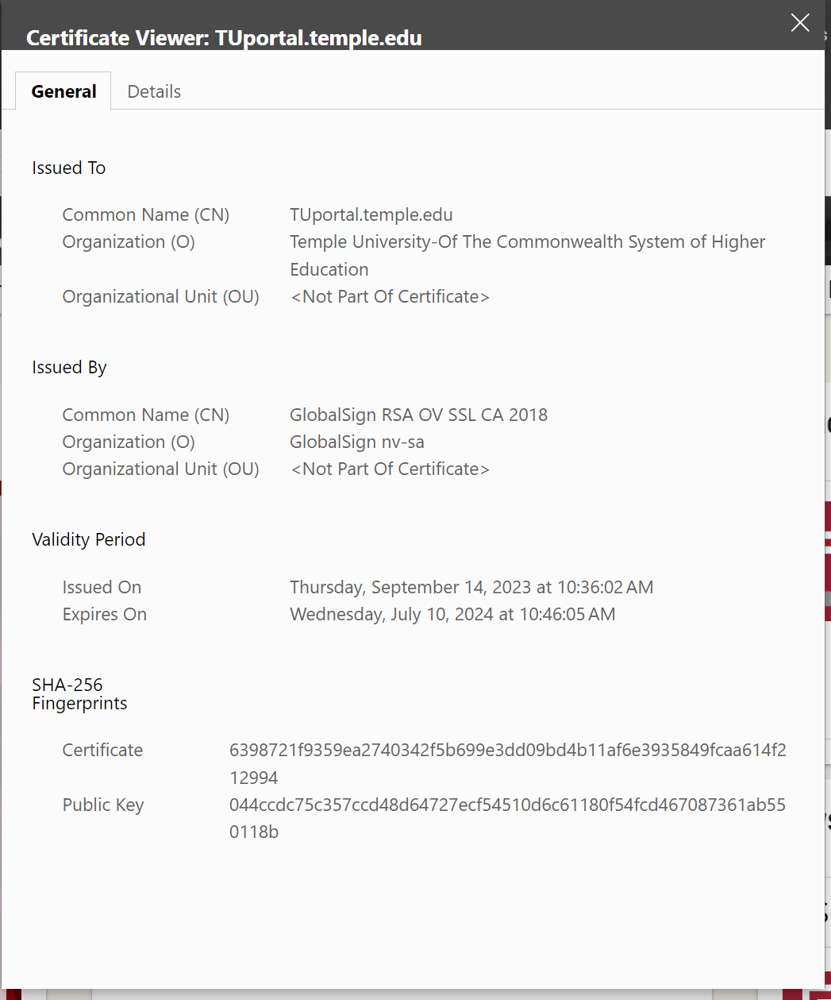 Certificate Viewer: TUportal.temple.edu
General Details
Issued To
Common Name (CN) TUportal.temple.edu
Organization (O) Temple University-Of The Commonwealth System of Higher
Education
Organizational Unit (OU) <Not Part Of Certificate>
Issued By
Common Name (CN) GlobalSign RSA OV SSL CA 2018
Organization (O) GlobalSign nv-sa
Organizational Unit (OU) <Not Part Of Certificate>
Validity Period
Issued On Thursday, September 14, 2023 at 10:36:02 AM
Expires On Wednesday, July 10, 2024 at 10:46:05 AM
SHA-256
Fingerprints
Certificate 6398721f9359ea2740342f5b699e3dd09bd4b11af6e3935849fcaa614f2
12994
Public Key 044ccdc75c357ccd48d64727ecf54510d6c61180f54fcd467087361ab55
0118b